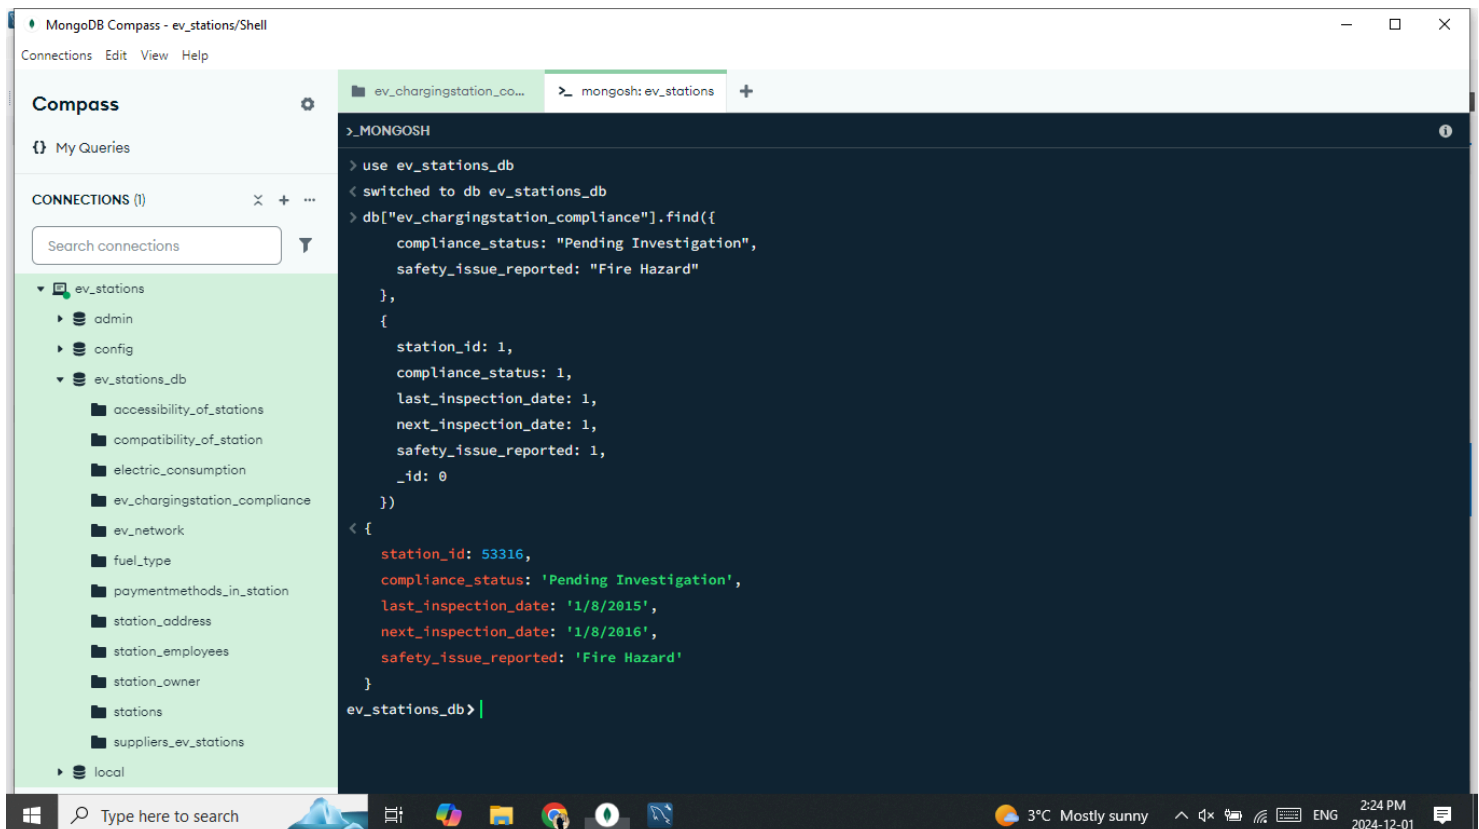 MongoDB Compass - ev_stations/Shell
Connections Edit View Help
Compass
{} My Queries
CONNECTIONS (1)
Search connections
ev_stations
admin
config
ev_stations_db
accessibility_of_stations
compatibility_of_station
electric_consumption
ev_chargingstation_compliance
ev_network
fuel_type
paymentmethods_in_station
station_address
station_employees
station_owner
stations
suppliers_ev_stations
local
ev_chargingstation_co...
>_ mongosh: ev_stations
>_MONGOSH
> use ev_stations_db
< switched to db ev_stations_db
> db["ev_chargingstation_compliance"].find({
compliance_status: "Pending Investigation",
safety_issue_reported: "Fire Hazard"
},
{
station_id: 1,
compliance_status: 1,
last_inspection_date: 1,
next_inspection_date: 1,
safety_issue_reported: 1,
_id: 0
})
< {
station_id: 53316,
compliance_status: 'Pending Investigation',
last_inspection_date: '1/8/2015',
next_inspection_date: '1/8/2016',
safety_issue_reported: 'Fire Hazard'
}
ev_stations_db>
Type here to search
3°C Mostly sunny
ENG
2:24 PM
2024-12-01